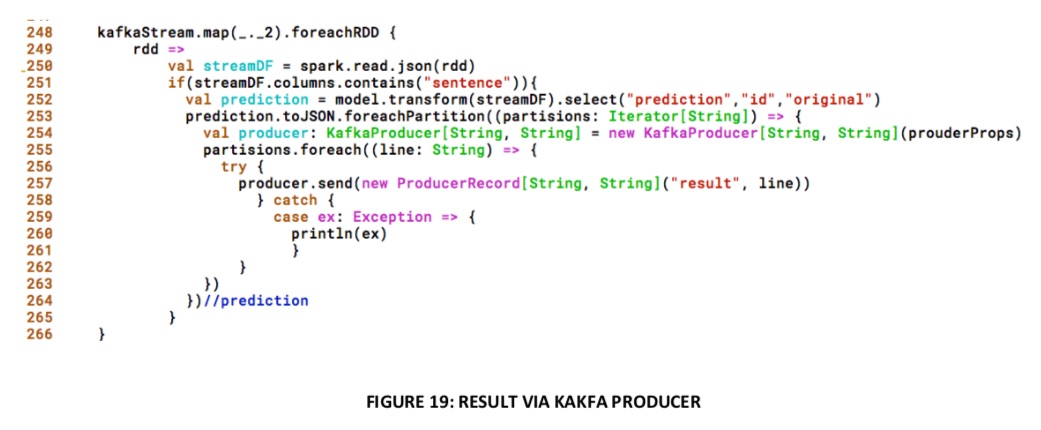 248 kafkaStream.map(_._2).foreachRDD {
249 rdd =>
250 val streamDF = spark.read.json(rdd)
251 if(streamDF.columns.contains("sentence")){
252 val prediction = model.transform(streamDF).select("prediction","id","original")
253 prediction.toJSON.foreachPartition((partisions: Iterator[String]) => {
254 val producer: KafkaProducer[String, String] = new KafkaProducer[String, String](prouderProps)
255 partisions.foreach((line: String) => {
256 try {
257 producer.send(new ProducerRecord[String, String]("result", line))
258 } catch {
259 case ex: Exception => {
260 println(ex)
261 }
262 }
263 })
264 })//prediction
265 }
266 }
FIGURE 19: RESULT VIA KAKFA PRODUCER